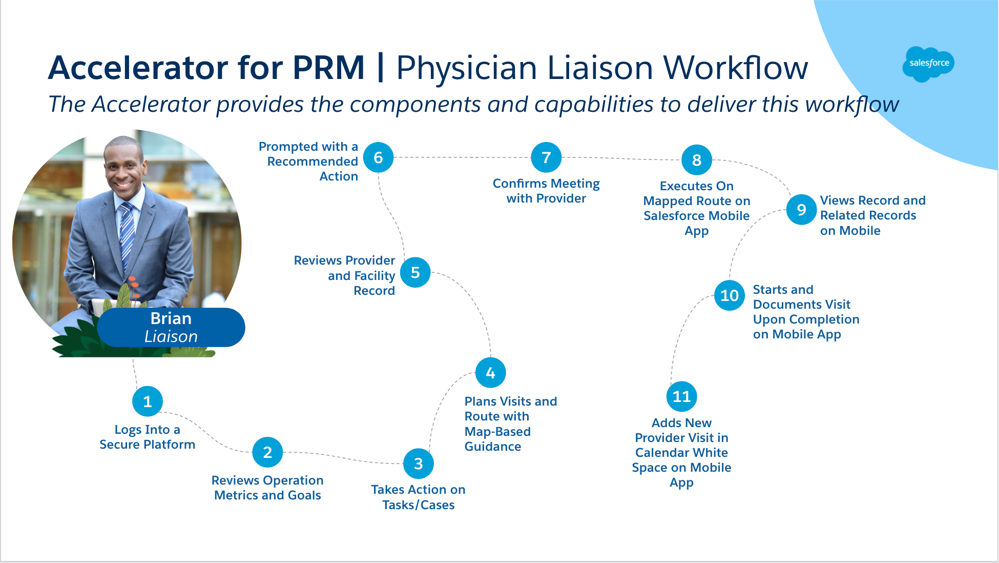 Accelerator for PRM | Physician Liaison Workflow
salesforce
The Accelerator provides the components and capabilities to deliver this workflow
Brian
Liaison
1
Logs Into a
Secure Platform
2
Reviews Operation
Metrics and Goals
3
Takes Action on
Tasks/Cases
4
Plans Visits and
Route with
Map-Based
Guidance
5
Reviews Provider
and Facility
Record
6
Prompted with a
Recommended
Action
7
Confirms Meeting
with Provider
8
Executes On
Mapped Route on
Salesforce Mobile
App
9
Views Record and
Related Records
on Mobile
10
Starts and
Documents Visit
Upon Completion
on Mobile App
11
Adds New
Provider Visit in
Calendar White
Space on Mobile
App